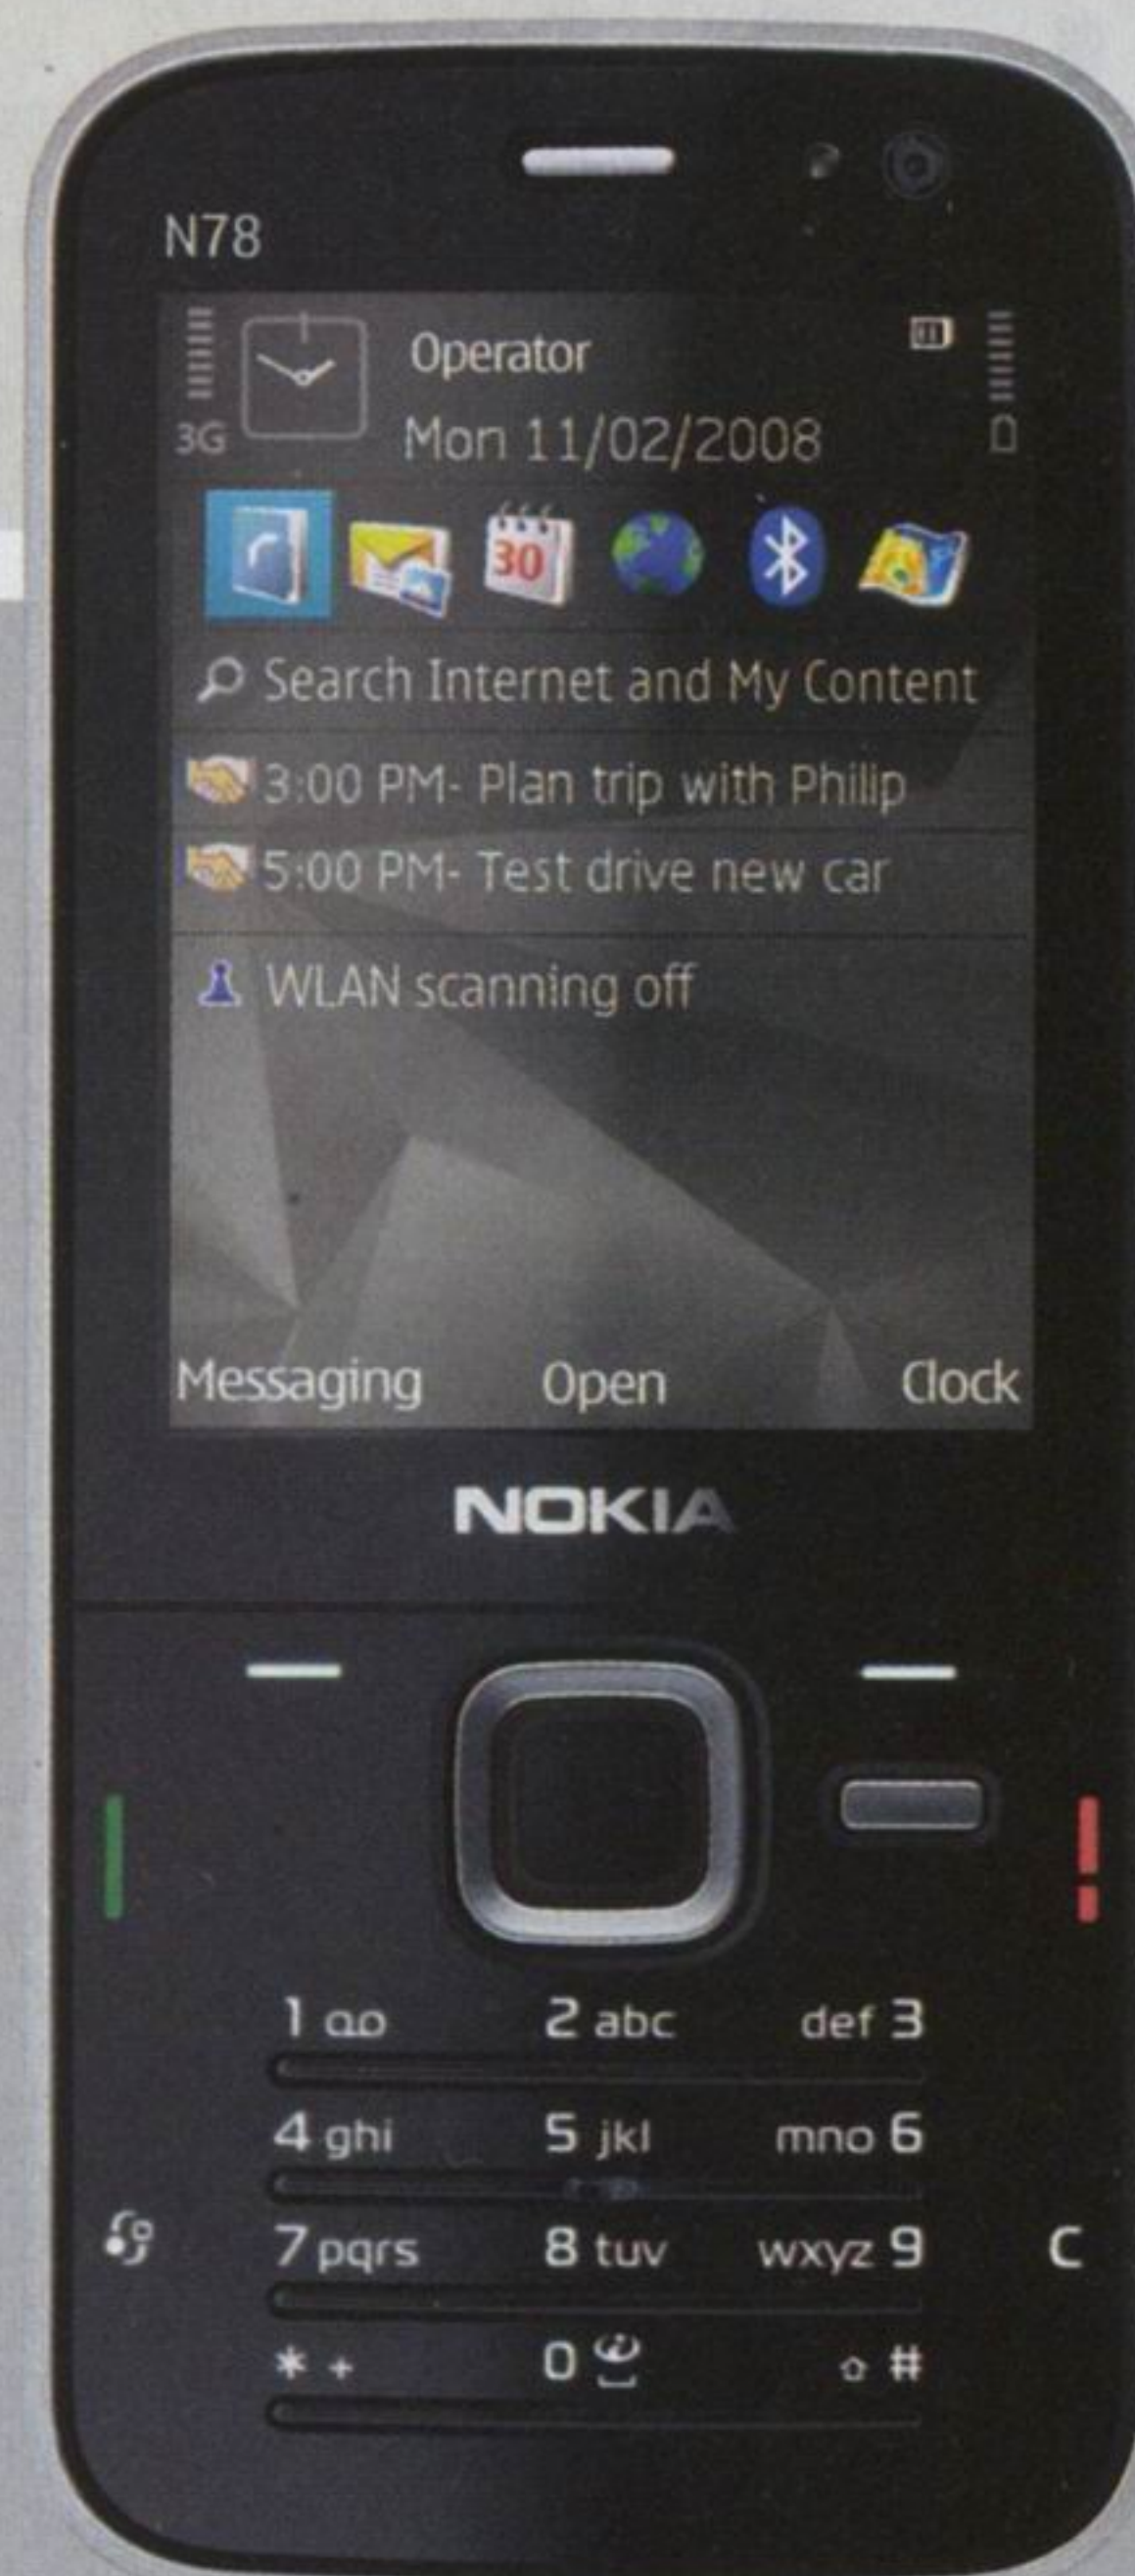 N78
Operator
3G
Mon 11/02/2008
30
Search Internet and My Content
3:00 PM- Plan trip with Philip
5:00 PM- Test drive new car
WLAN scanning off
Messaging Open Clock
NOKIA
1 2 abc def 3
4 ghi 5 jkl mno 6
7 pqrs 8 tuv wxyz 9 C
* + 0 #